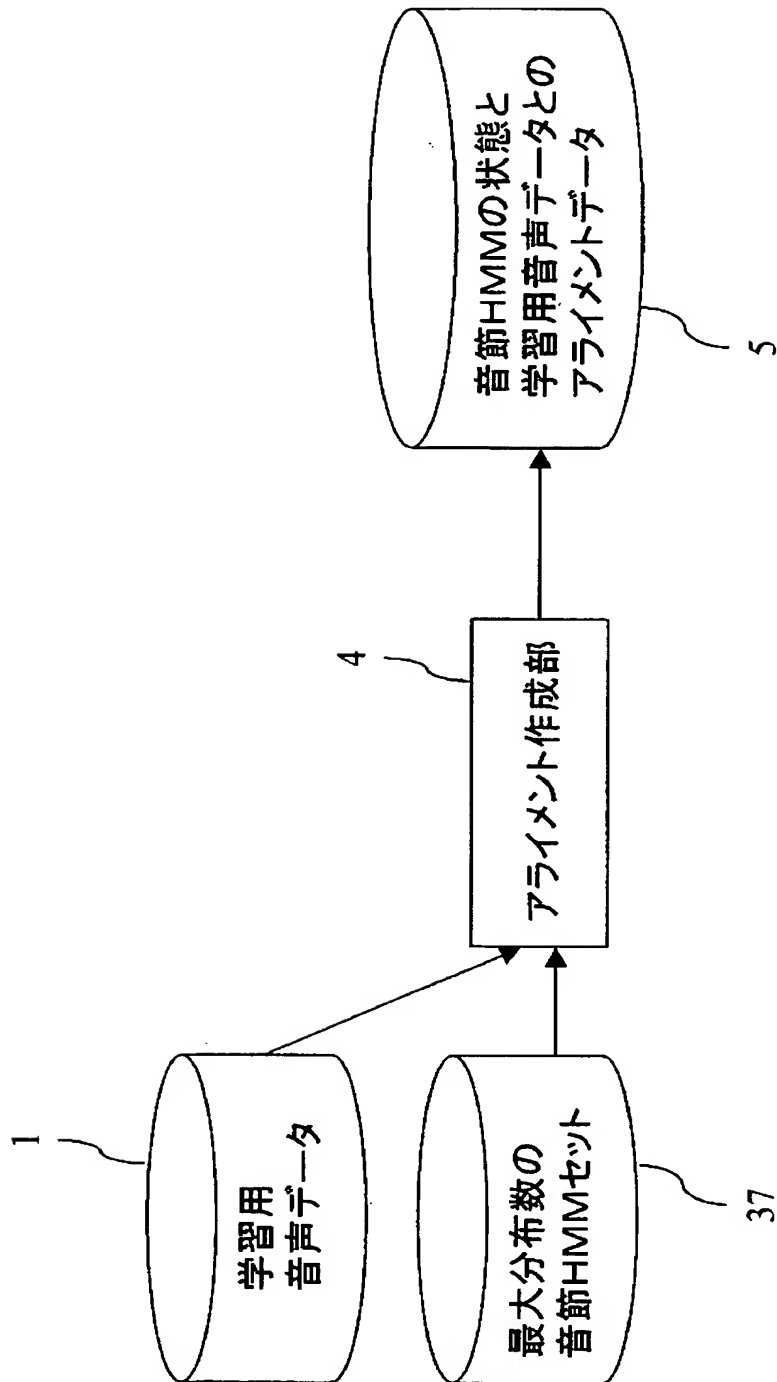 1
学習用
音声データ
最大分布数の
音節HMMセット
37
4
アライメント作成部
音節HMMの状態と
学習用音声データとの
アライメントデータ
5